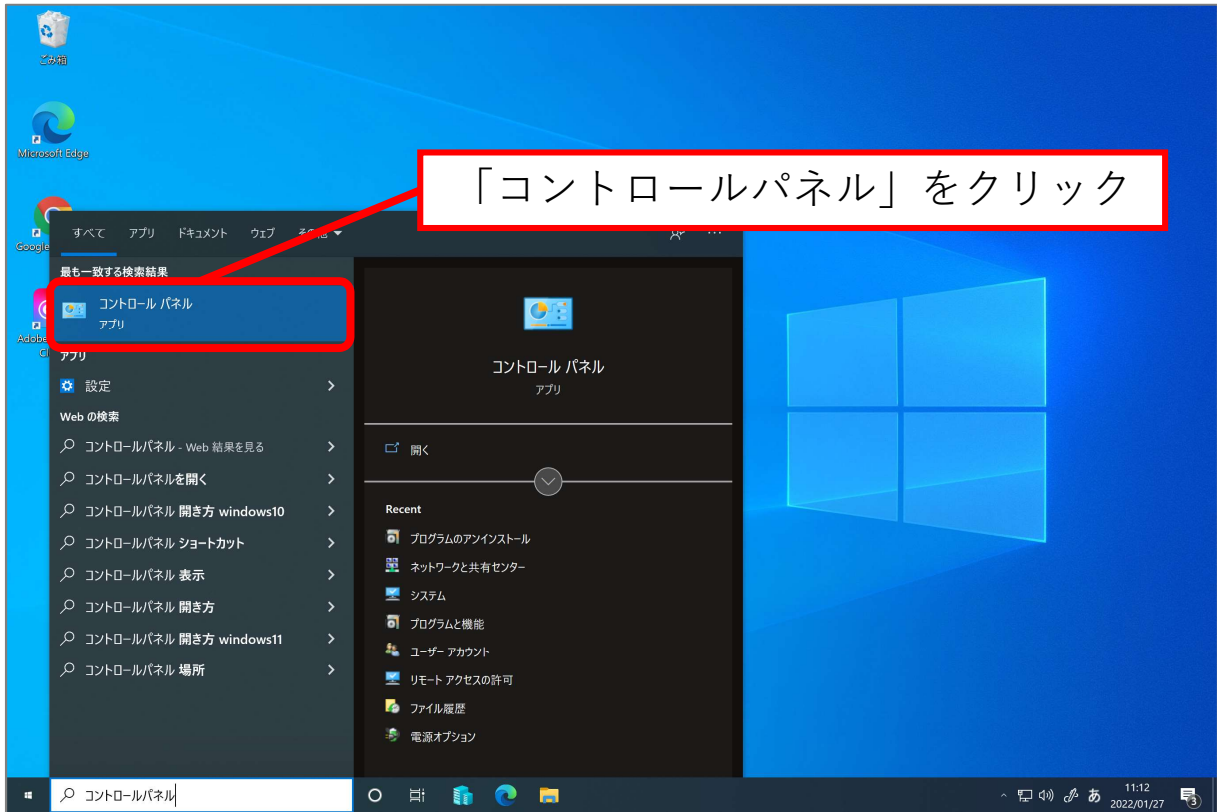 ごみ箱
Microsoft Edge
「コントロールパネル」をクリック
Google
すべて アプリ ドキュメント ウェブ その他
最も一致する検索結果
コントロール パネル
アプリ
Adobe
アプリ
設定
Web の検索
コントロールパネル - Web 結果を見る
コントロールパネルを開く
コントロールパネル 開き方 windows10
コントロールパネル ショートカット
コントロールパネル 表示
コントロールパネル 開き方
コントロールパネル 開き方 windows11
コントロールパネル 場所
コントロール パネル
アプリ
開く
Recent
プログラムのアンインストール
ネットワークと共有センター
システム
プログラムと機能
ユーザー アカウント
リモート アクセスの許可
ファイル履歴
電源オプション
コントロールパネル
あ
11:12
2022/01/27
3